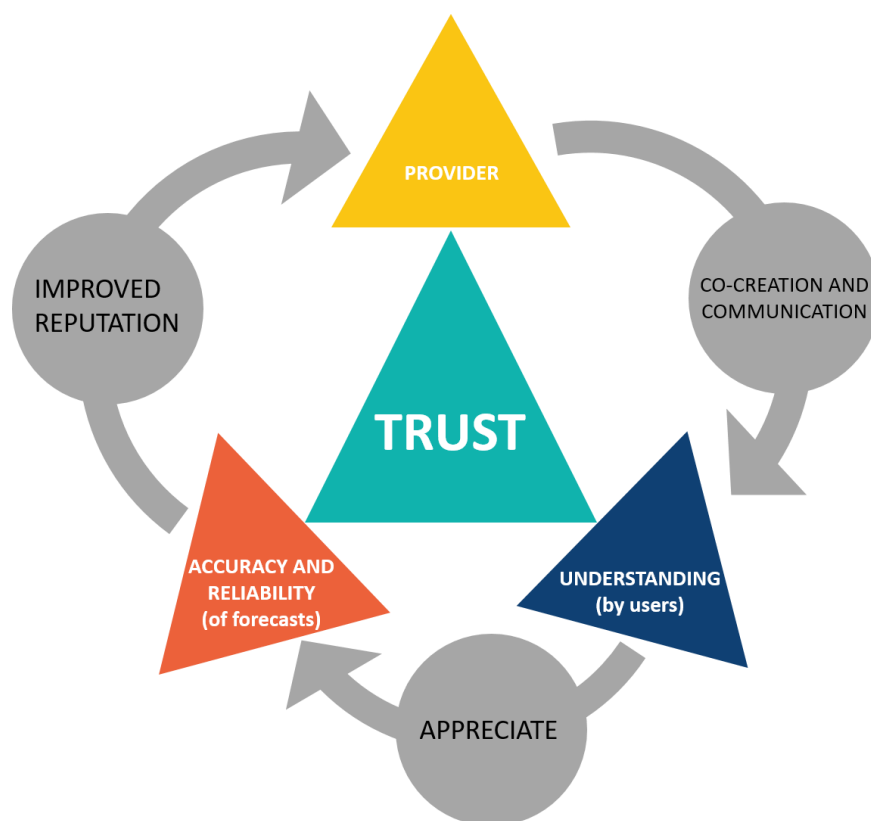 PROVIDER
CO-CREATION AND
COMMUNICATION
IMPROVED
REPUTATION
TRUST
ACCURACY AND
RELIABILITY
(of forecasts)
UNDERSTANDING
(by users)
APPRECIATE